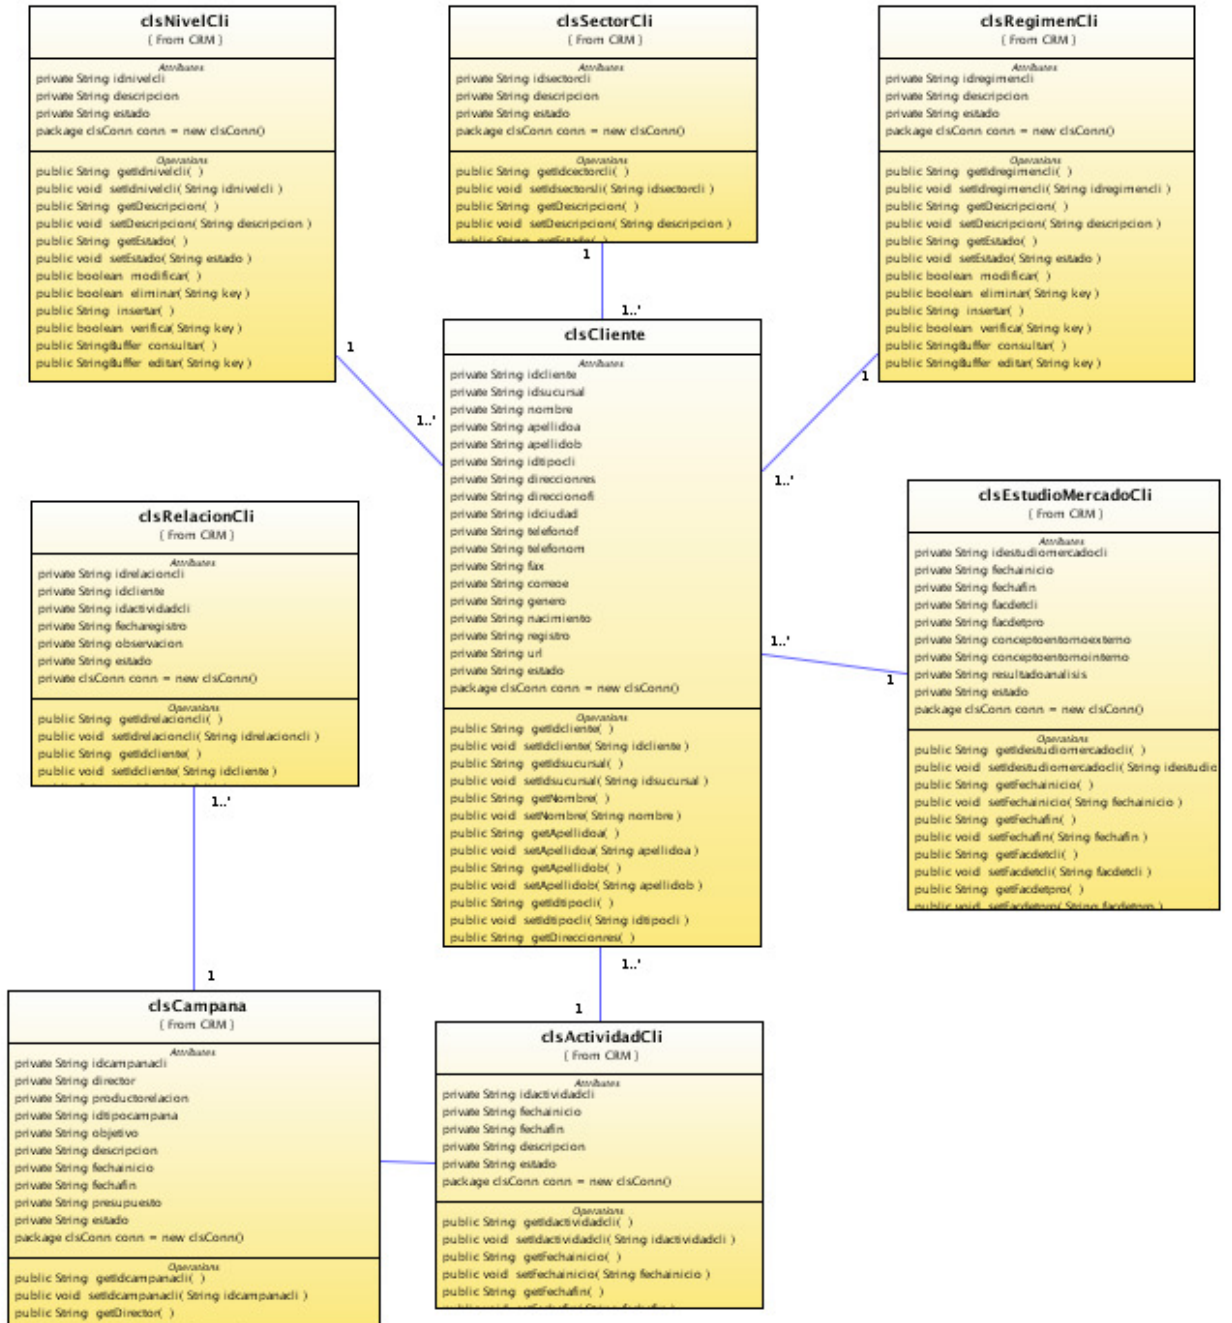 clsNivelCli
( From CRM )
Attributes
private String idnivelcli
private String descripcion
private String estado
package clsConn conn = new clsConn()
Operations
public String getIdnivelcli( )
public void setIdnivelcli( String idnivelcli )
public String getDescripcion( )
public void setDescripcion( String descripcion )
public String getEstado( )
public void setEstado( String estado )
public boolean modificar( )
public boolean eliminar( String key )
public String insertar( )
public boolean verifica( String key )
public StringBuffer consultar( )
public StringBuffer editar( String key )
clsSectorCli
( From CRM )
Attributes
private String idsectorcli
private String descripcion
private String estado
package clsConn conn = new clsConn()
Operations
public String getIdcectorcli( )
public void setIdsectorsli( String idsectorcli )
public String getDescripcion( )
public void setDescripcion( String descripcion )
public String getEstado( )
clsRegimenCli
( From CRM )
Attributes
private String idregimencli
private String descripcion
private String estado
package clsConn conn = new clsConn()
Operations
public String getIdregimencli( )
public void setIdregimencli( String idregimencli )
public String getDescripcion( )
public void setDescripcion( String descripcion )
public String getEstado( )
public void setEstado( String estado )
public boolean modificar( )
public boolean eliminar( String key )
public String insertar( )
public boolean verifica( String key )
public StringBuffer consultar( )
public StringBuffer editar( String key )
1
1..'
1
1..'
1
1..'
clsCliente
Attributes
private String idcliente
private String idsucursal
private String nombre
private String apellidoa
private String apellidob
private String idtipocli
private String direccionres
private String direccionofi
private String idciudad
private String telefonof
private String telefonom
private String fax
private String correoe
private String genero
private String nacimiento
private String registro
private String url
private String estado
package clsConn conn = new clsConn()
Operations
public String getIdcliente( )
public void setIdcliente( String idcliente )
public String getIdsucursal( )
public void setIdsucursal( String idsucursal )
public String getNombre( )
public void setNombre( String nombre )
public String getApellidoa( )
public void setApellidoa( String apellidoa )
public String getApellidob( )
public void setApellidob( String apellidob )
public String getIdtipocli( )
public void setIdtipocli( String idtipocli )
public String getDireccionres( )
clsRelacionCli
( From CRM )
Attributes
private String idrelacioncli
private String idcliente
private String idactividadcli
private String fecharegistro
private String observacion
private String estado
private clsConn conn = new clsConn()
Operations
public String getIdrelacioncli( )
public void setIdrelacioncli( String idrelacioncli )
public String getIdcliente( )
public void setIdcliente( String idcliente )
clsEstudioMercadoCli
( From CRM )
Attributes
private String idestudiomercadocli
private String fechainicio
private String fechafin
private String facdetcli
private String facdetpro
private String conceptoentornoexterno
private String conceptoentornointerno
private String resultadoanalisis
private String estado
package clsConn conn = new clsConn()
Operations
public String getIdestudiomercadocli( )
public void setIdestudiomercadocli( String idestudio
public String getFechainicio( )
public void setFechainicio( String fechainicio )
public String getFechafin( )
public void setFechafin( String fechafin )
public String getFacdetcli( )
public void setFacdetcli( String facdetcli )
public String getFacdetpro( )
public void setFacdetpro( String facdetpro )
1..'
1
1..'
1
1..'
1
clsCampana
( From CRM )
Attributes
private String idcampanacli
private String director
private String productorelacion
private String idtipocampana
private String objetivo
private String descripcion
private String fechainicio
private String fechafin
private String presupuesto
private String estado
package clsConn conn = new clsConn()
Operations
public String getIdcampanacli( )
public void setIdcampanacli( String idcampanacli )
public String getDirector( )
clsActividadCli
( From CRM )
Attributes
private String idactividadcli
private String fechainicio
private String fechafin
private String descripcion
private String estado
package clsConn conn = new clsConn()
Operations
public String getIdactividadcli( )
public void setIdactividadcli( String idactividadcli )
public String getFechainicio( )
public void setFechainicio( String fechainicio )
public String getFechafin( )
public void setFechafin( String fechafin )